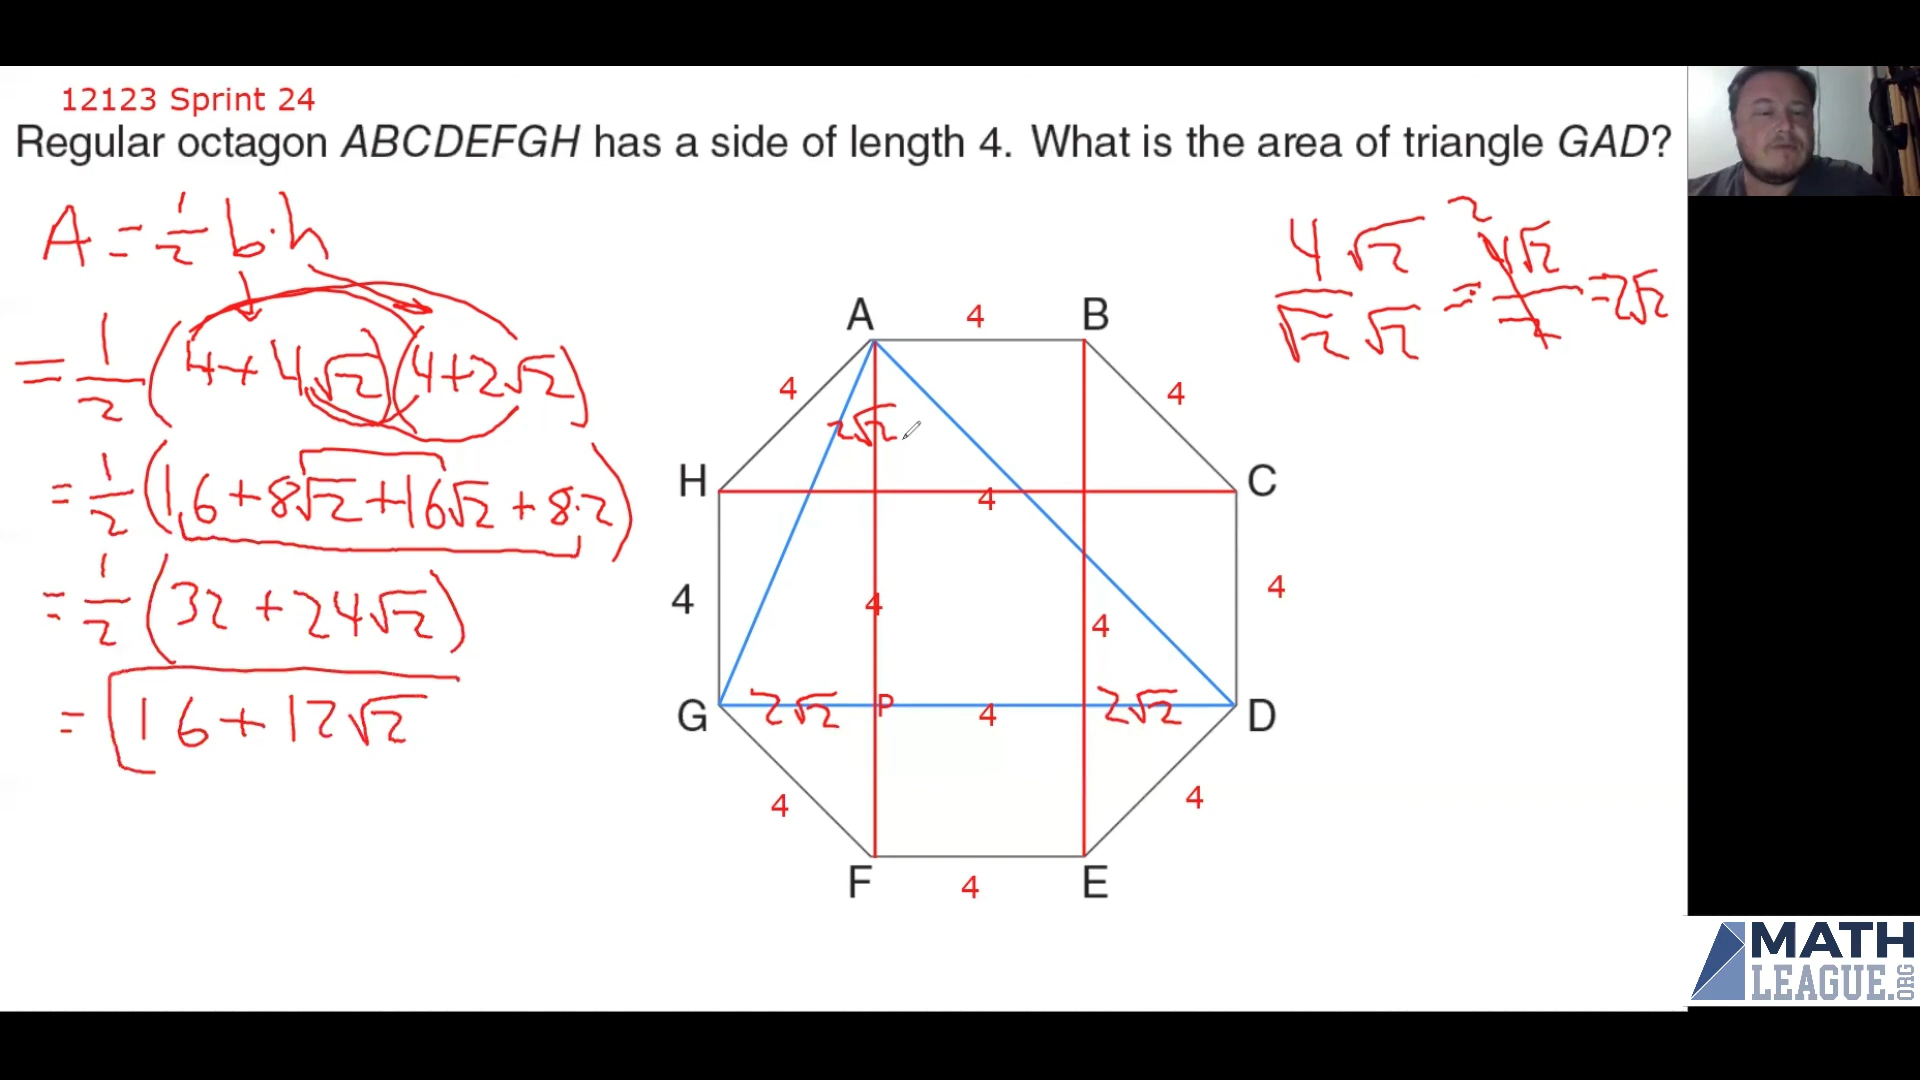 12123 Sprint 24
Regular octagon ABCDEFGH has a side of length 4. What is the area of triangle GAD?
A = 1/2 b·h
= 1/2 (4+4√2)(4+2√2)
= 1/2 (16+8√2+16√2+8·2)
= 1/2 (32+24√2)
= 16+12√2
4√2/√2√2 = 4√2/2 = 2√2
2
A 4 B
4 4
2√2
H 4 C
4 4 4 4
G 2√2 P 4 2√2 D
4 4
F 4 E
MATH
LEAGUE.ORG